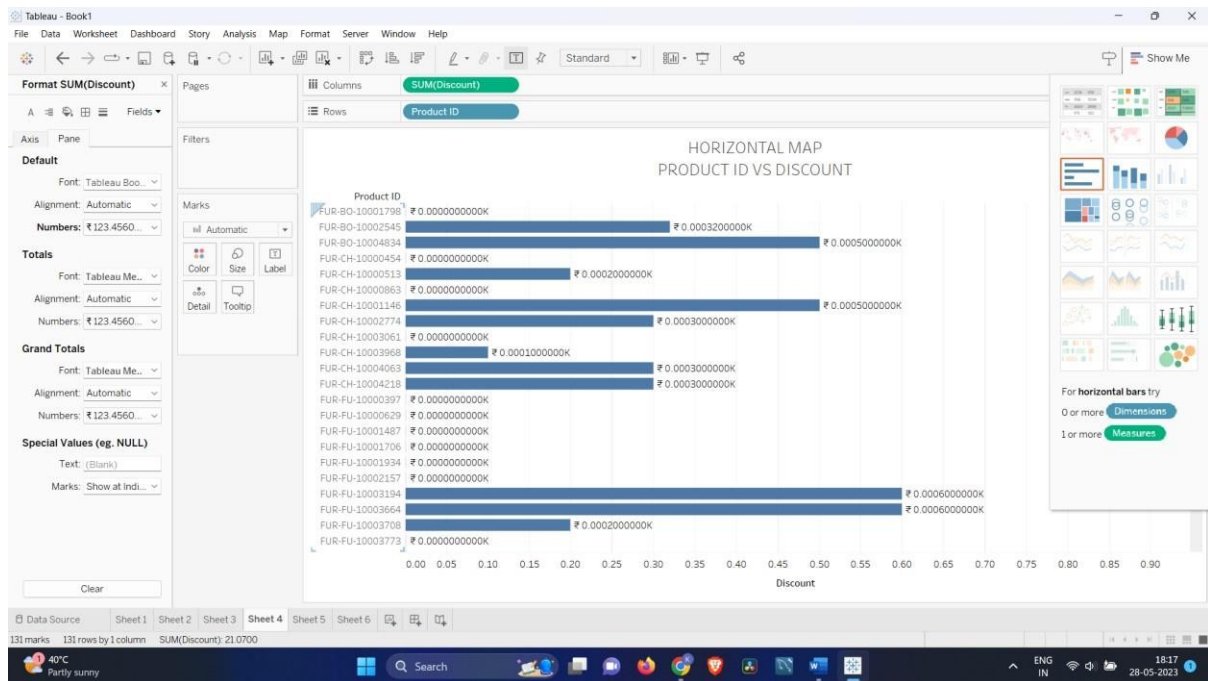 Tableau - Book1
File Data Worksheet Dashboard Story Analysis Map Format Server Window Help
Standard
Show Me
Format SUM(Discount) ×
Fields
Axis Pane
Default
Font: Tableau Boo...
Alignment: Automatic
Numbers: ₹123.4560...
Totals
Font: Tableau Me...
Alignment: Automatic
Numbers: ₹123.4560...
Grand Totals
Font: Tableau Me...
Alignment: Automatic
Numbers: ₹123.4560...
Special Values (eg. NULL)
Text: (Blank)
Marks: Show at Indi...
Clear
Pages
Filters
Marks
Automatic
Color Size Label
Detail Tooltip
Columns SUM(Discount)
Rows Product ID
HORIZONTAL MAP
PRODUCT ID VS DISCOUNT
Product ID
FUR-BO-10001798 ₹ 0.0000000000K
FUR-BO-10002545 ₹ 0.0003200000K
FUR-BO-10004834 ₹ 0.0005000000K
FUR-CH-10000454 ₹ 0.0000000000K
FUR-CH-10000513 ₹ 0.0002000000K
FUR-CH-10000863 ₹ 0.0000000000K
FUR-CH-10001146 ₹ 0.0005000000K
FUR-CH-10002774 ₹ 0.0003000000K
FUR-CH-10003061 ₹ 0.0000000000K
FUR-CH-10003968 ₹ 0.0001000000K
FUR-CH-10004063 ₹ 0.0003000000K
FUR-CH-10004218 ₹ 0.0003000000K
FUR-FU-10000397 ₹ 0.0000000000K
FUR-FU-10000629 ₹ 0.0000000000K
FUR-FU-10001487 ₹ 0.0000000000K
FUR-FU-10001706 ₹ 0.0000000000K
FUR-FU-10001934 ₹ 0.0000000000K
FUR-FU-10002157 ₹ 0.0000000000K
FUR-FU-10003194 ₹ 0.0006000000K
FUR-FU-10003664 ₹ 0.0006000000K
FUR-FU-10003708 ₹ 0.0002000000K
FUR-FU-10003773 ₹ 0.0000000000K
0.00 0.05 0.10 0.15 0.20 0.25 0.30 0.35 0.40 0.45 0.50 0.55 0.60 0.65 0.70 0.75 0.80 0.85 0.90
Discount
For horizontal bars try
0 or more Dimensions
1 or more Measures
Data Source Sheet 1 Sheet 2 Sheet 3 Sheet 4 Sheet 5 Sheet 6
131 marks 131 rows by 1 column SUM(Discount): 21.0700
40°C
Partly sunny
Search
ENG
IN
18:17
28-05-2023